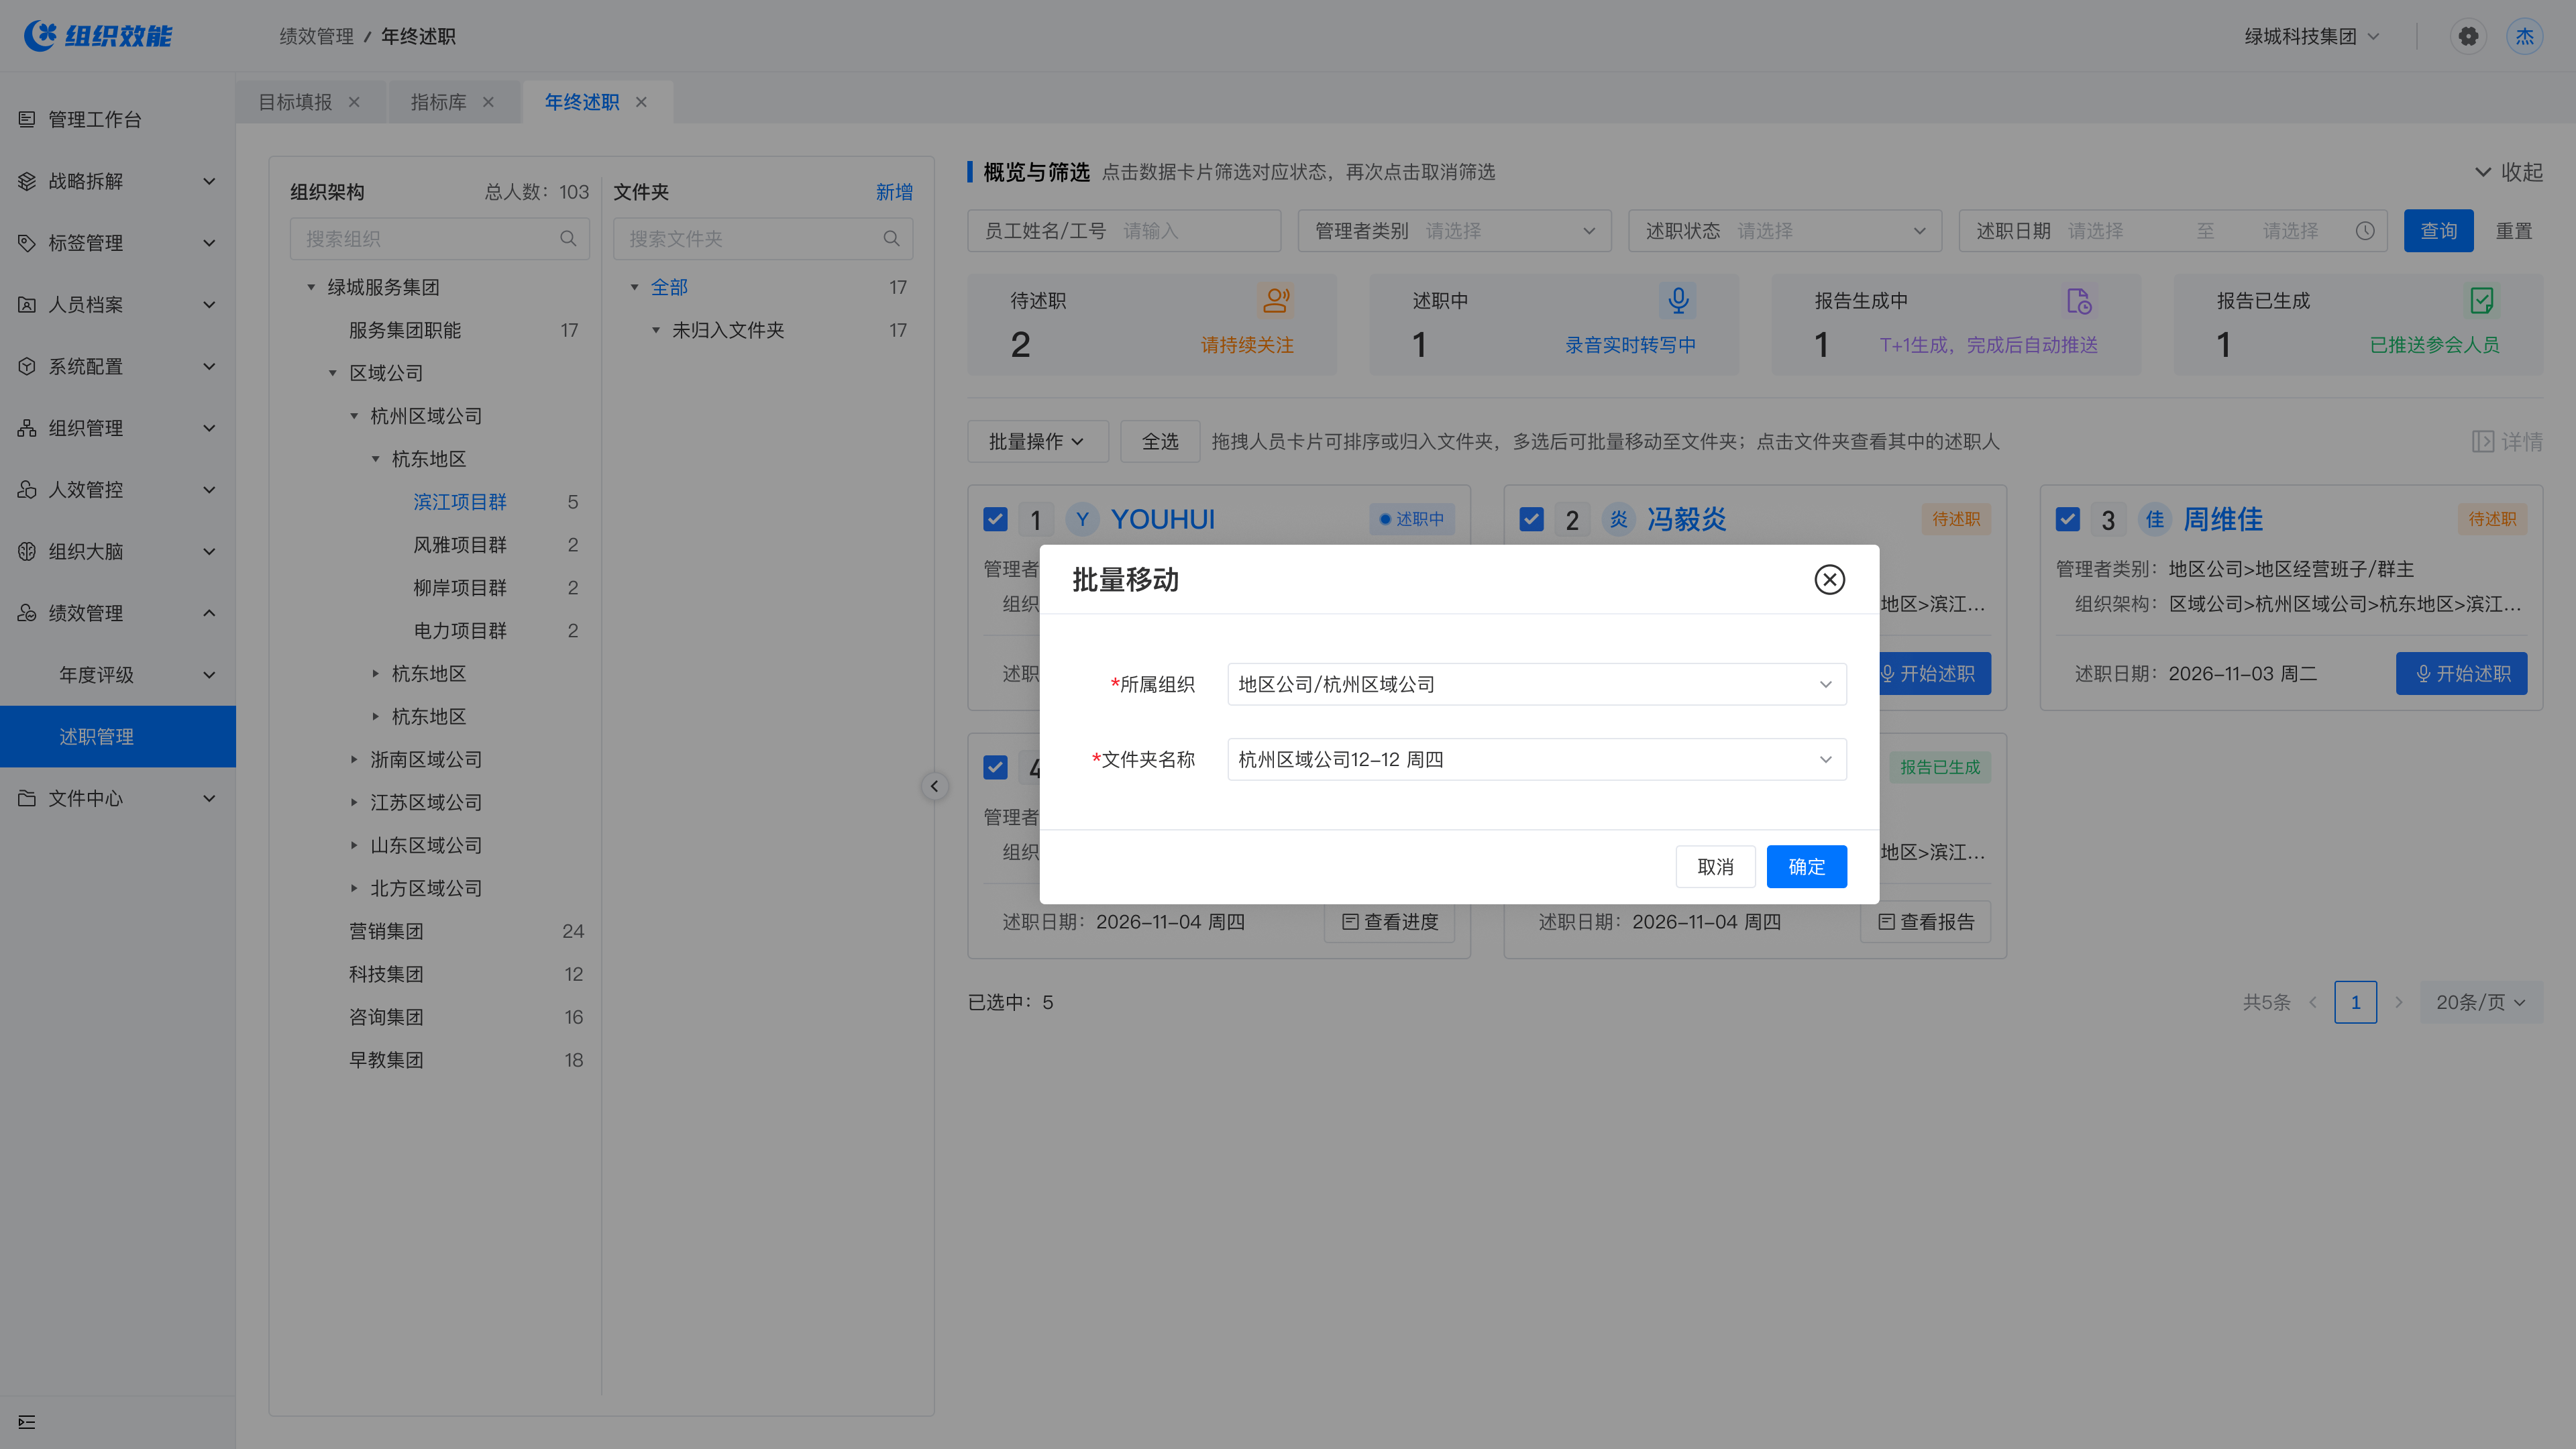 组织效能
绩效管理 / 年终述职
绿城科技集团
杰
目标填报
指标库
年终述职
管理工作台
战略拆解
标签管理
人员档案
系统配置
组织管理
人效管控
组织大脑
绩效管理
年度评级
述职管理
文件中心
组织架构 总人数：103
搜索组织
绿城服务集团
服务集团职能 17
区域公司
杭州区域公司
杭东地区
滨江项目群 5
风雅项目群 2
柳岸项目群 2
电力项目群 2
杭东地区
杭东地区
浙南区域公司
江苏区域公司
山东区域公司
北方区域公司
营销集团 24
科技集团 12
咨询集团 16
早教集团 18
文件夹 新增
搜索文件夹
全部 17
未归入文件夹 17
概览与筛选 点击数据卡片筛选对应状态，再次点击取消筛选
收起
员工姓名/工号 请输入
管理者类别 请选择
述职状态 请选择
述职日期 请选择 至 请选择
查询 重置
待述职
2 请持续关注
述职中
1 录音实时转写中
报告生成中
1 T+1生成，完成后自动推送
报告已生成
1 已推送参会人员
批量操作 全选 拖拽人员卡片可排序或归入文件夹，多选后可批量移动至文件夹；点击文件夹查看其中的述职人
详情
1 Y YOUHUI 述职中
管理者
组织
述职
2 炎 冯毅炎 待述职
地区>滨江...
开始述职
3 佳 周维佳 待述职
管理者类别：地区公司>地区经营班子/群主
组织架构：区域公司>杭州区域公司>杭东地区>滨江...
述职日期：2026-11-03 周二 开始述职
批量移动
*所属组织 地区公司/杭州区域公司
*文件夹名称 杭州区域公司12-12 周四
取消 确定
4
管理者
组织
述职日期：2026-11-04 周四 查看进度
报告已生成
地区>滨江...
述职日期：2026-11-04 周四 查看报告
已选中：5
共5条 1 20条/页